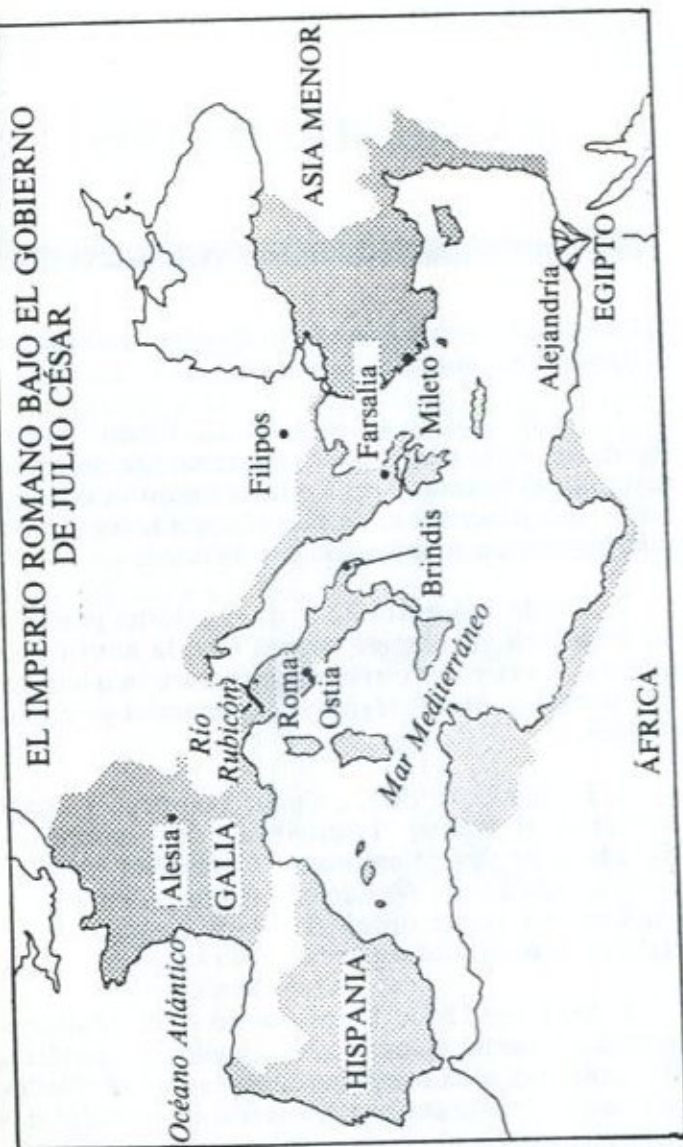 EL IMPERIO ROMANO BAJO EL GOBIERNO
DE JULIO CÉSAR
Océano Atlántico
Alesia
GALIA
HISPANIA
Río
Rubicom
Roma
Ostia
Mar Mediterráneo
Brindis
Filipos
Farsalia
Mileto
ASIA MENOR
Alejandría
EGIPTO
ÁFRICA